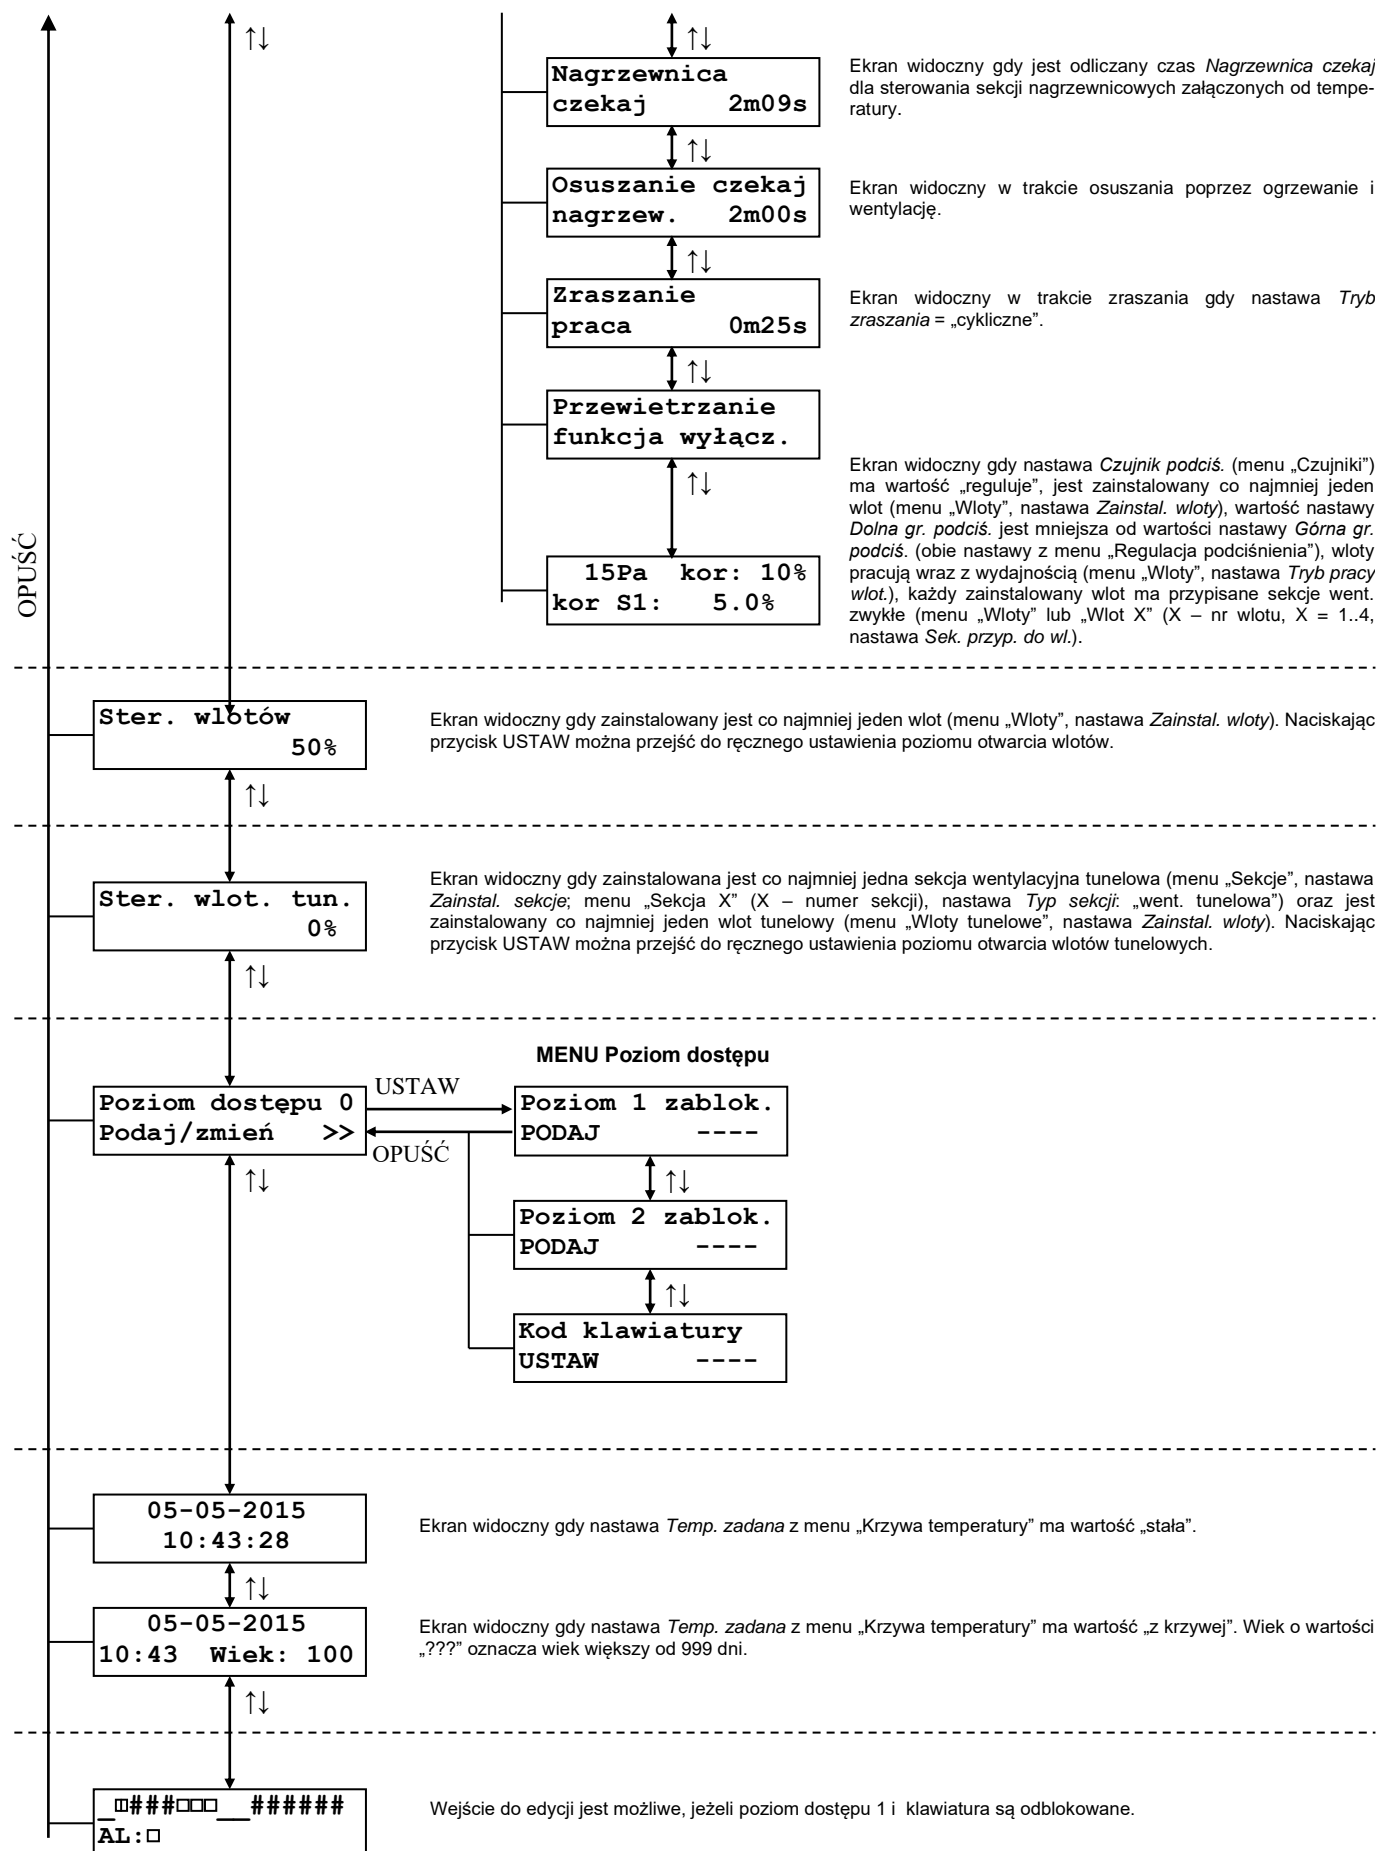 ↑↓
↑↓
Nagrzewnica
czekaj 2m09s
Ekran widoczny gdy jest odliczany czas Nagrzewnica czekaj
dla sterowania sekcji nagrzewnicowych załączonych od tempe-
ratury.
↑↓
Osuszanie czekaj
nagrzew. 2m00s
Ekran widoczny w trakcie osuszania poprzez ogrzewanie i
wentylację.
↑↓
Zraszanie
praca 0m25s
Ekran widoczny w trakcie zraszania gdy nastawa Tryb
zraszania = „cykliczne”.
↑↓
Przewietrzanie
funkcja wyłącz.
↑↓
15Pa kor: 10%
kor S1: 5.0%
Ekran widoczny gdy nastawa Czujnik podciś. (menu „Czujniki”)
ma wartość „reguluje”, jest zainstalowany co najmniej jeden
wlot (menu „Wloty”, nastawa Zainstal. wloty), wartość nastawy
Dolna gr. podciś. jest mniejsza od wartości nastawy Górna gr.
podciś. (obie nastawy z menu „Regulacja podciśnienia”), wloty
pracują wraz z wydajnością (menu „Wloty”, nastawa Tryb pracy
wlot.), każdy zainstalowany wlot ma przypisane sekcje went.
zwykłe (menu „Wloty” lub „Wlot X” (X – nr wlotu, X = 1..4,
nastawa Sek. przyp. do wl.).
OPUŚĆ
Ster. wlotów
50%
Ekran widoczny gdy zainstalowany jest co najmniej jeden wlot (menu „Wloty”, nastawa Zainstal. wloty). Naciskając
przycisk USTAW można przejść do ręcznego ustawienia poziomu otwarcia wlotów.
↑↓
Ster. wlot. tun.
0%
Ekran widoczny gdy zainstalowana jest co najmniej jedna sekcja wentylacyjna tunelowa (menu „Sekcje”, nastawa
Zainstal. sekcje; menu „Sekcja X” (X – numer sekcji), nastawa Typ sekcji: „went. tunelowa”) oraz jest
zainstalowany co najmniej jeden wlot tunelowy (menu „Wloty tunelowe”, nastawa Zainstal. wloty). Naciskając
przycisk USTAW można przejść do ręcznego ustawienia poziomu otwarcia wlotów tunelowych.
↑↓
MENU Poziom dostępu
Poziom dostępu 0
Podaj/zmień >>
USTAW
OPUŚĆ
Poziom 1 zablok.
PODAJ ----
↑↓
↑↓
Poziom 2 zablok.
PODAJ ----
↑↓
Kod klawiatury
USTAW ----
05-05-2015
10:43:28
Ekran widoczny gdy nastawa Temp. zadana z menu „Krzywa temperatury” ma wartość „stała”.
↑↓
05-05-2015
10:43 Wiek: 100
Ekran widoczny gdy nastawa Temp. zadana z menu „Krzywa temperatury” ma wartość „z krzywej”. Wiek o wartości
„???” oznacza wiek większy od 999 dni.
↑↓
_◫###□□□__######
AL:□
Wejście do edycji jest możliwe, jeżeli poziom dostępu 1 i klawiatura są odblokowane.